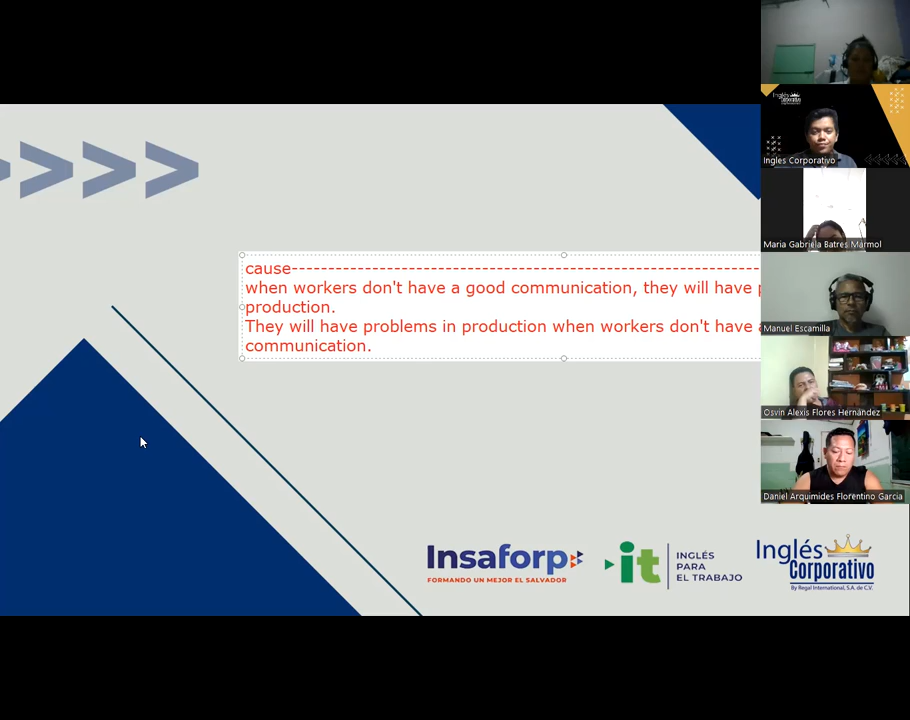 Inglés
Corporativo
Ingles Corporativo
Maria Gabriela Batres Marmol
cause------------------------------------------------------------------
when workers don't have a good communication, they will have
production.
They will have problems in production when workers don't have
communication.
Manuel Escamilla
Osvin Alexis Flores Hernández
Daniel Arquimides Florentino Garcia
Insaforp
FORMANDO UN MEJOR EL SALVADOR
it
INGLÉS
PARA
EL TRABAJO
Inglés
Corporativo
By Regal International, S.A. de C.V.